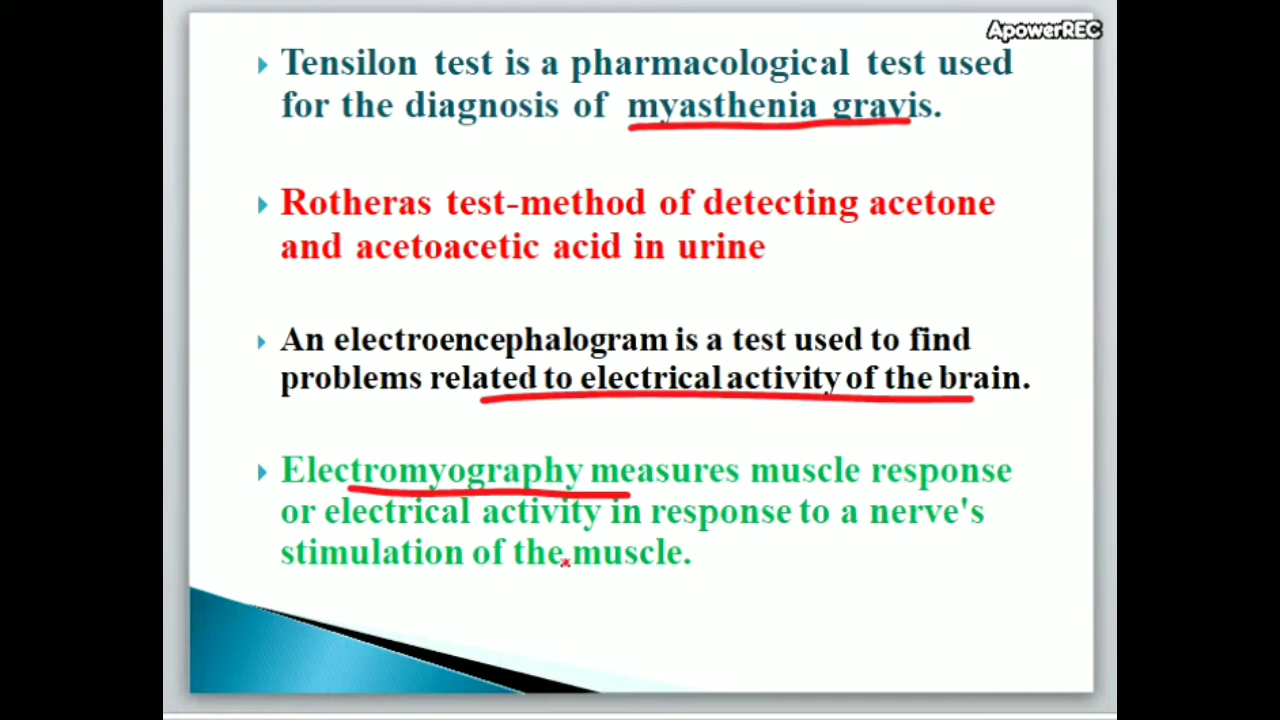 ApowerREC
Tensilon test is a pharmacological test used
for the diagnosis of myasthenia gravis.
Rotheras test-method of detecting acetone
and acetoacetic acid in urine
An electroencephalogram is a test used to find
problems related to electrical activity of the brain.
Electromyography measures muscle response
or electrical activity in response to a nerve's
stimulation of the muscle.